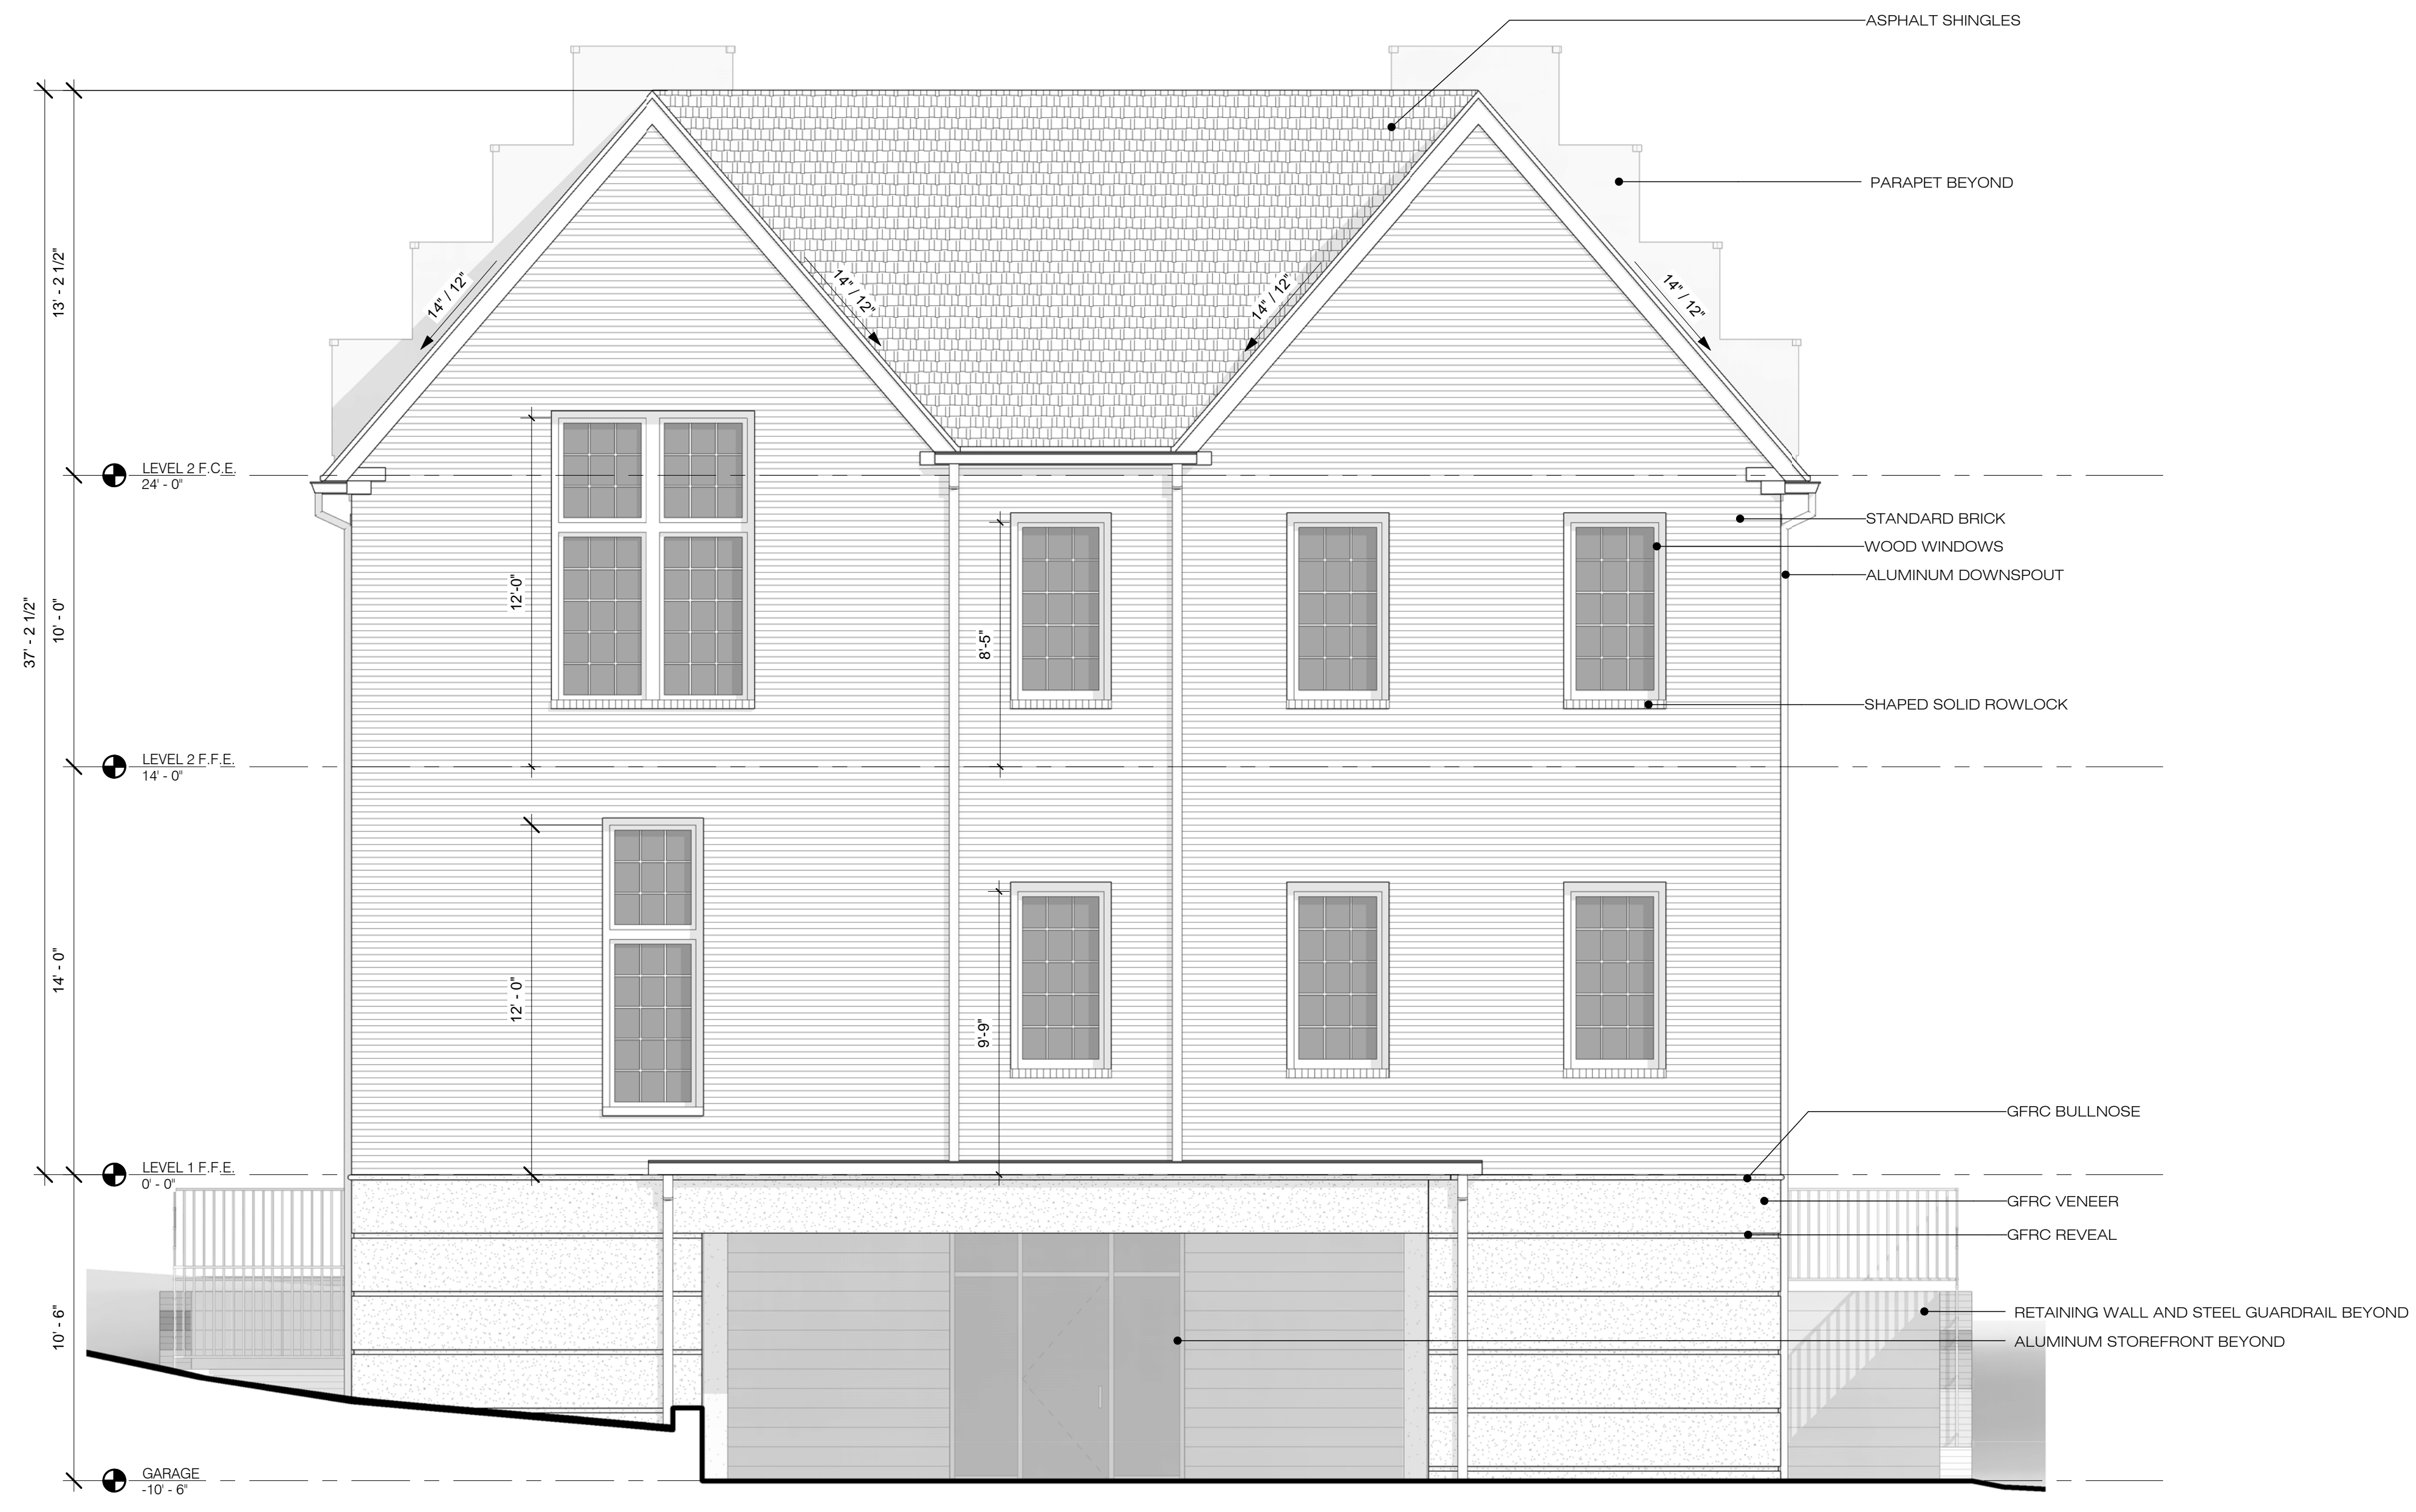 ASPHALT SHINGLES
PARAPET BEYOND
13' - 2 1/2"
14" / 12"
14" / 12"
14" / 12"
14" / 12"
LEVEL 2 F.C.E.
24' - 0"
STANDARD BRICK
WOOD WINDOWS
ALUMINUM DOWNSPOUT
37' - 2 1/2"
10' - 0"
12'-0"
8'-5"
SHAPED SOLID ROWLOCK
LEVEL 2 F.F.E.
14' - 0"
14' - 0"
12' - 0"
9'-9"
GFRC BULLNOSE
LEVEL 1 F.F.E.
0' - 0"
GFRC VENEER
GFRC REVEAL
10' - 6"
RETAINING WALL AND STEEL GUARDRAIL BEYOND
ALUMINUM STOREFRONT BEYOND
GARAGE
-10' - 6"